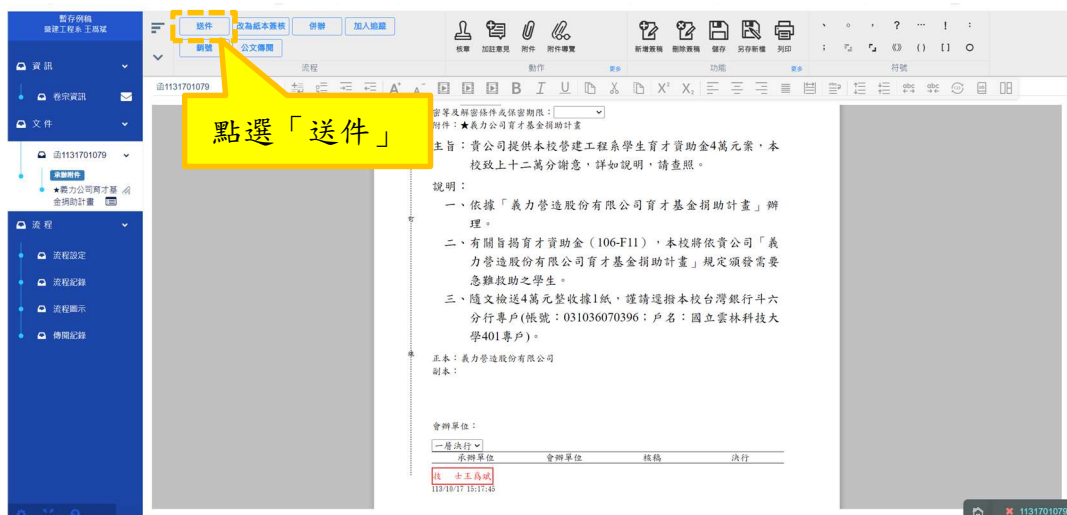 暫存例稿
營建工程系 王為斌
資訊
卷宗資訊
文件
函1131701079
承辦附件
★義力公司育才基
金捐助計畫
流程
流程設定
流程紀錄
流程圖示
傳閱紀錄
送件
改為紙本簽核
併辦
加入追蹤
銷號
公文傳閱
流程
核章
加註意見
附件
附件導覽
動作
更多
新增簽稿
刪除簽稿
儲存
另存新檔
列印
功能
更多
、 。 , ? … ! :
; 『』 「」 《》 () [] ○
符號
函1131701079
點選「送件」
密等及解密條件或保密期限:
附件:★義力公司育才基金捐助計畫
主旨:貴公司提供本校營建工程系學生育才資助金4萬元案,本
校致上十二萬分謝意,詳如說明,請查照。
說明:
一、依據「義力營造股份有限公司育才基金捐助計畫」辦
理。
二、有關旨揭育才資助金(106-F11),本校將依貴公司「義
力營造股份有限公司育才基金捐助計畫」規定頒發需要
急難救助之學生。
三、隨文檢送4萬元整收據1紙,謹請逕撥本校台灣銀行斗六
分行專戶(帳號:031036070396;戶名:國立雲林科技大
學401專戶)。
訂
線
正本:義力營造股份有限公司
副本:
會辦單位:
一層決行
承辦單位 會辦單位 核稿 決行
技 士王為斌
113/10/17 15:17:45
1131701079